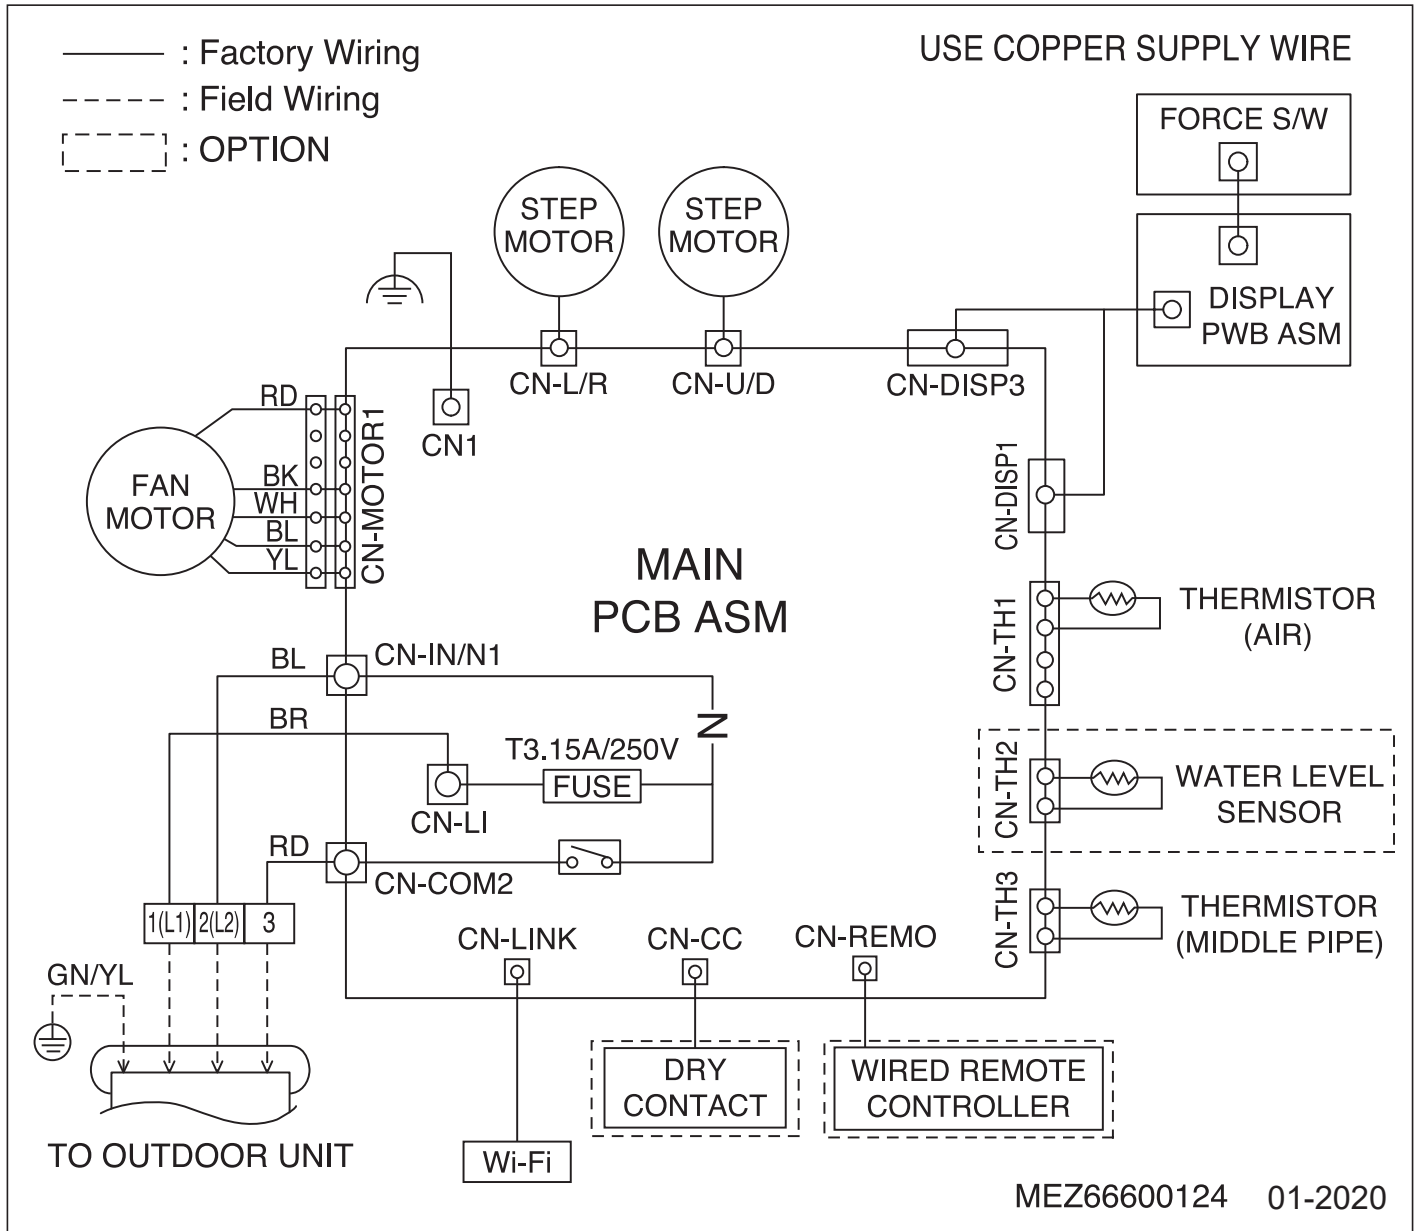 : Factory Wiring
: Field Wiring
: OPTION
USE COPPER SUPPLY WIRE
FORCE S/W
DISPLAY
PWB ASM
STEP
MOTOR
STEP
MOTOR
CN-L/R
CN-U/D
CN-DISP3
CN1
RD
BK
WH
BL
YL
FAN
MOTOR
CN-MOTOR1
CN-DISP1
MAIN
PCB ASM
CN-TH1
THERMISTOR
(AIR)
BL
CN-IN/N1
BR
N
T3.15A/250V
FUSE
CN-LI
CN-TH2
WATER LEVEL
SENSOR
RD
CN-COM2
CN-TH3
THERMISTOR
(MIDDLE PIPE)
1(L1) 2(L2) 3
GN/YL
CN-LINK
CN-CC
CN-REMO
DRY
CONTACT
WIRED REMOTE
CONTROLLER
TO OUTDOOR UNIT
Wi-Fi
MEZ66600124 01-2020